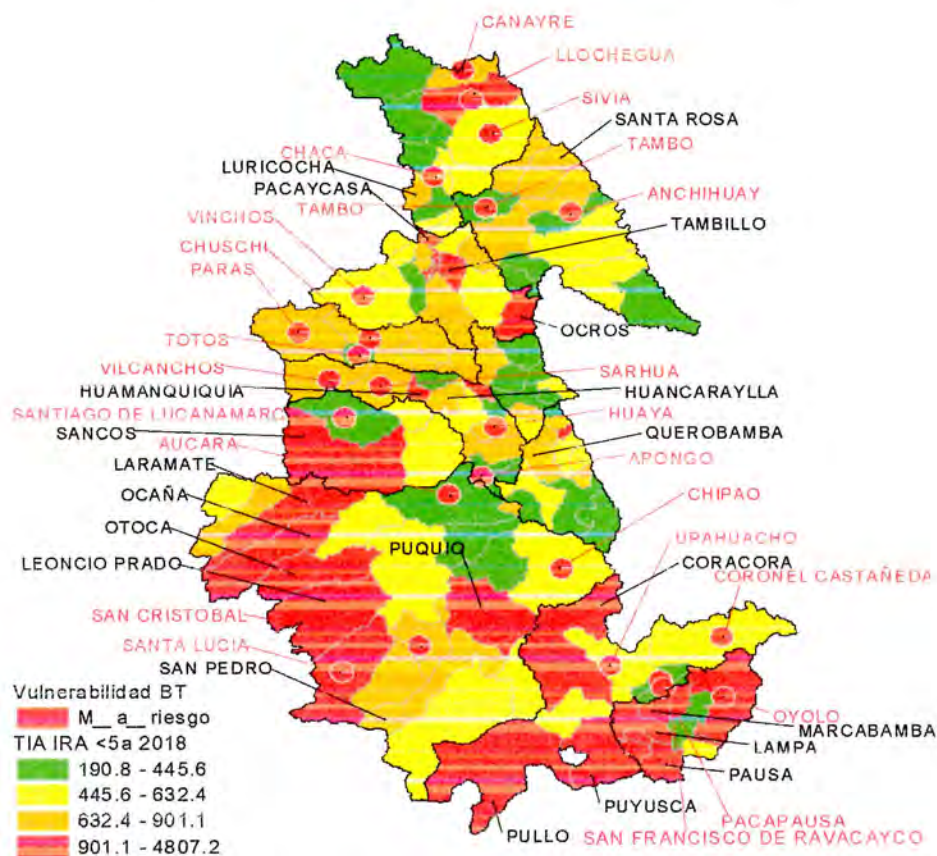 CANAYRE
LLOCHEGUA
SIVIA
SANTA ROSA
CHACA
TAMBO
LURICOCHA
PACAYCASA
TAMBO
ANCHIHUAY
VINCHOS
TAMBILLO
CHUSCHI
PARAS
OCROS
TOTOS
VILCANCHOS
SARHUA
HUAMANQUIQUIA
HUANCARAYLLA
SANTIAGO DE LUCANAMARC
HUAYA
SANCOS
QUEROBAMBA
AUCARA
APONGO
LARAMATE
CHIPAO
OCAÑA
OTOCA
UPAHUACHO
PUQUIO
LEONCIO PRADO
CORACORA
CORONEL CASTAÑEDA
SAN CRISTOBAL
SANTA LUCIA
SAN PEDRO
OYOLO
MARCABAMBA
LAMPA
PAUSA
PUYUSCA
PACAPAUSA
PULLO
SAN FRANCISCO DE RAVACAYCO
Vulnerabilidad BT
M__ a__ riesgo
TIA IRA <5a 2018
190.8 - 445.6
445.6 - 632.4
632.4 - 901.1
901.1 - 4807.2